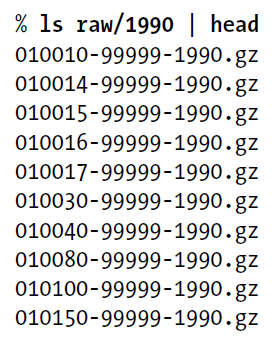 % ls raw/1990 | head
010010-99999-1990.gz
010014-99999-1990.gz
010015-99999-1990.gz
010016-99999-1990.gz
010017-99999-1990.gz
010030-99999-1990.gz
010040-99999-1990.gz
010080-99999-1990.gz
010100-99999-1990.gz
010150-99999-1990.gz